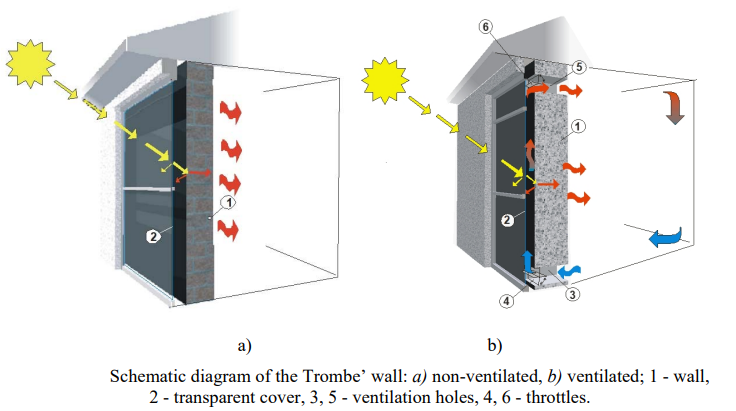 6
5
1
1
2
2
4
3
a)
b)
Schematic diagram of the Trombe’ wall: a) non-ventilated, b) ventilated; 1 - wall,
2 - transparent cover, 3, 5 - ventilation holes, 4, 6 - throttles.